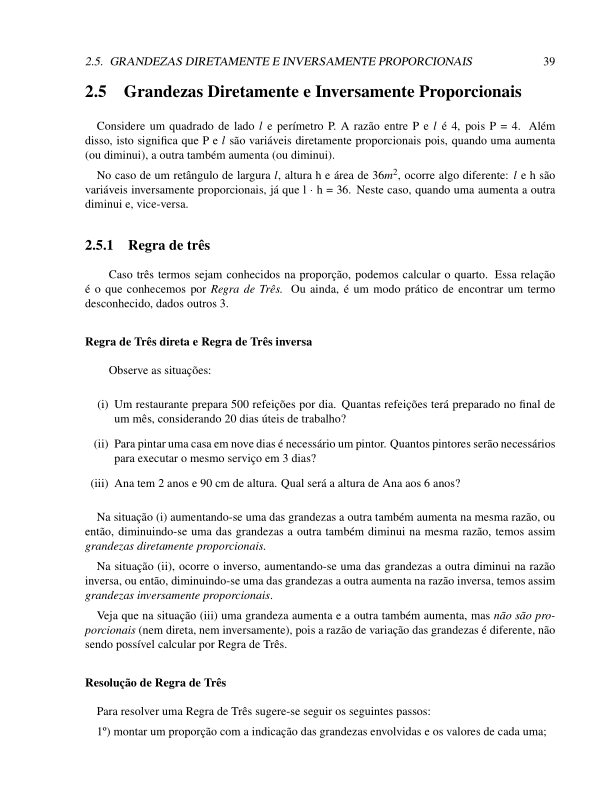 2.5. GRANDEZAS DIRETAMENTE E INVERSAMENTE PROPORCIONAIS 39
2.5 Grandezas Diretamente e Inversamente Proporcionais
Considere um quadrado de lado l e perímetro P. A razão entre P e l é 4, pois P = 4. Além
disso, isto significa que P e l são variáveis diretamente proporcionais pois, quando uma aumenta
(ou diminui), a outra também aumenta (ou diminui).
No caso de um retângulo de largura l, altura h e área de 36m², ocorre algo diferente: l e h são
variáveis inversamente proporcionais, já que l · h = 36. Neste caso, quando uma aumenta a outra
diminui e, vice-versa.
2.5.1 Regra de três
Caso três termos sejam conhecidos na proporção, podemos calcular o quarto. Essa relação
é o que conhecemos por Regra de Três. Ou ainda, é um modo prático de encontrar um termo
desconhecido, dados outros 3.
Regra de Três direta e Regra de Três inversa
Observe as situações:
(i) Um restaurante prepara 500 refeições por dia. Quantas refeições terá preparado no final de
um mês, considerando 20 dias úteis de trabalho?
(ii) Para pintar uma casa em nove dias é necessário um pintor. Quantos pintores serão necessários
para executar o mesmo serviço em 3 dias?
(iii) Ana tem 2 anos e 90 cm de altura. Qual será a altura de Ana aos 6 anos?
Na situação (i) aumentando-se uma das grandezas a outra também aumenta na mesma razão, ou
então, diminuindo-se uma das grandezas a outra também diminui na mesma razão, temos assim
grandezas diretamente proporcionais.
Na situação (ii), ocorre o inverso, aumentando-se uma das grandezas a outra diminui na razão
inversa, ou então, diminuindo-se uma das grandezas a outra aumenta na razão inversa, temos assim
grandezas inversamente proporcionais.
Veja que na situação (iii) uma grandeza aumenta e a outra também aumenta, mas não são pro-
porcionais (nem direta, nem inversamente), pois a razão de variação das grandezas é diferente, não
sendo possível calcular por Regra de Três.
Resolução de Regra de Três
Para resolver uma Regra de Três sugere-se seguir os seguintes passos:
1º) montar um proporção com a indicação das grandezas envolvidas e os valores de cada uma;